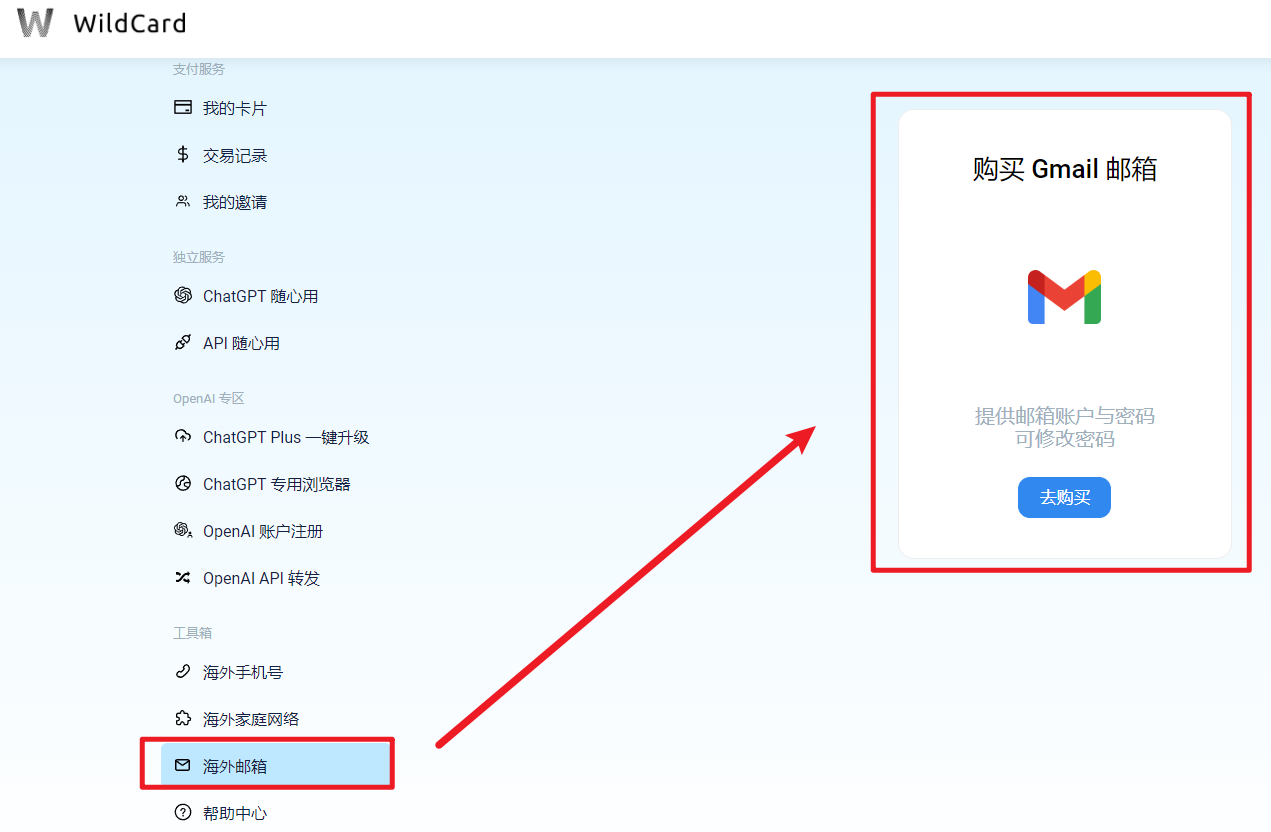 WildCard
支付服务
我的卡片
交易记录
我的邀请
独立服务
ChatGPT 随心用
API 随心用
OpenAI 专区
ChatGPT Plus 一键升级
ChatGPT 专用浏览器
OpenAI 账户注册
OpenAI API 转发
工具箱
海外手机号
海外家庭网络
海外邮箱
帮助中心
购买 Gmail 邮箱
提供邮箱账户与密码
可修改密码
去购买